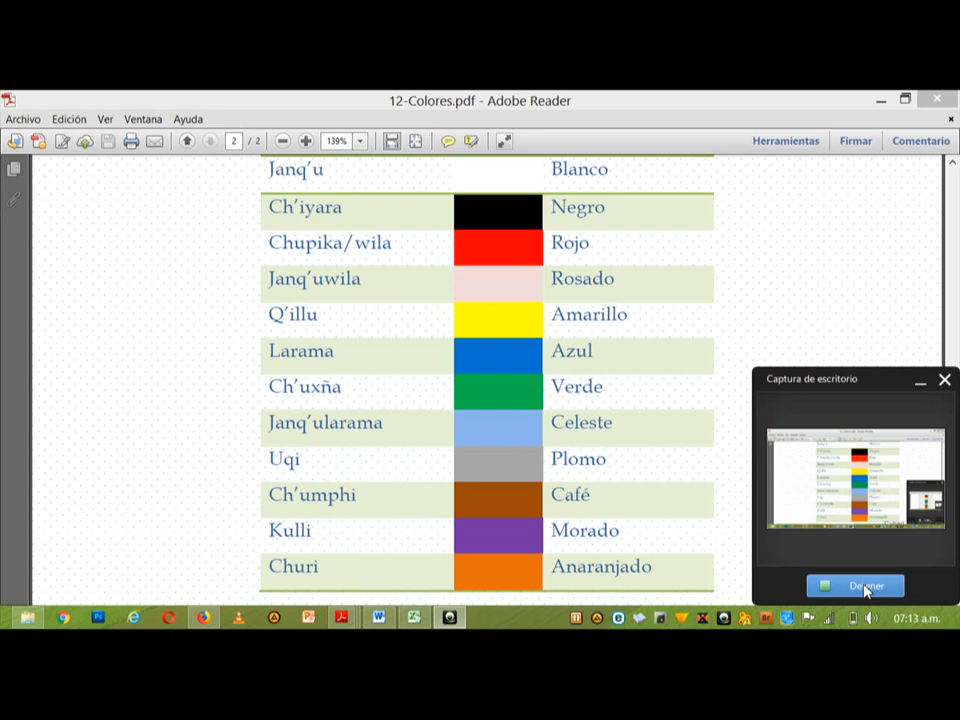 12-Colores.pdf - Adobe Reader
Archivo Edición Ver Ventana Ayuda
2 / 2 139% Herramientas Firmar Comentario
Janq’u Blanco
Ch’iyara Negro
Chupika/wila Rojo
Janq’uwila Rosado
Q’illu Amarillo
Larama Azul
Ch’uxña Verde
Janq’ularama Celeste
Uqi Plomo
Ch’umphi Café
Kulli Morado
Churi Anaranjado
Captura de escritorio
07:13 a.m.